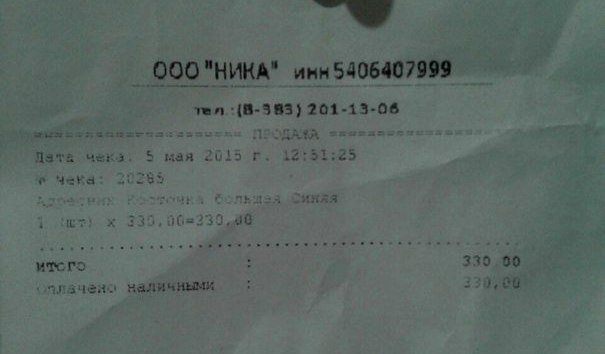 ООО "НИКА" ИНН 5406407999
тел.:(8-383) 201-13-06
====================== ПРОДАЖА ======================
Дата чека: 5 мая 2015 г. 12:51:25
№ чека: 20285
Адресник Косточка большая Синяя
1 (шт) x 330,00=330,00
......................................................
ИТОГО : 330.00
Оплачено наличными : 330,00